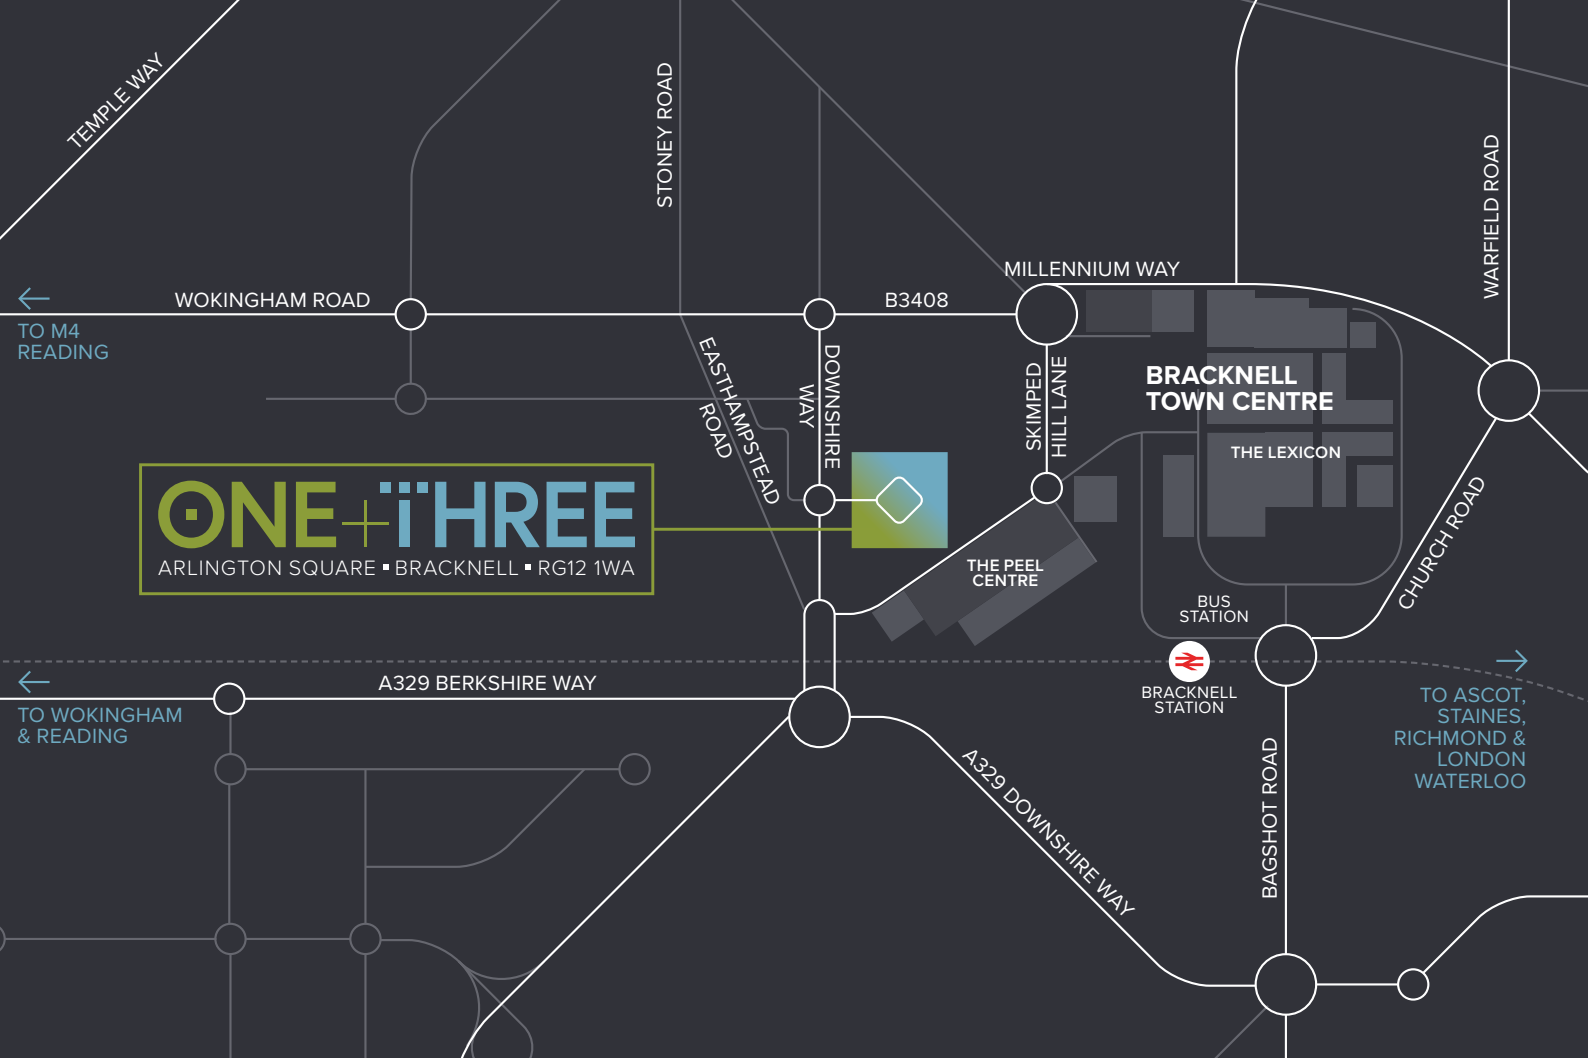 TEMPLE WAY
STONEY ROAD
WARFIELD ROAD
MILLENNIUM WAY
WOKINGHAM ROAD
B3408
TO M4
READING
EASTHAMPSTEAD
ROAD
DOWNSHIRE
WAY
SKIMPED
HILL LANE
BRACKNELL
TOWN CENTRE
THE LEXICON
ONE+THREE
ARLINGTON SQUARE ▪ BRACKNELL ▪ RG12 1WA
CHURCH ROAD
THE PEEL
CENTRE
BUS
STATION
BRACKNELL
STATION
A329 BERKSHIRE WAY
TO WOKINGHAM
& READING
TO ASCOT,
STAINES,
RICHMOND &
LONDON
WATERLOO
A329 DOWNSHIRE WAY
BAGSHOT ROAD